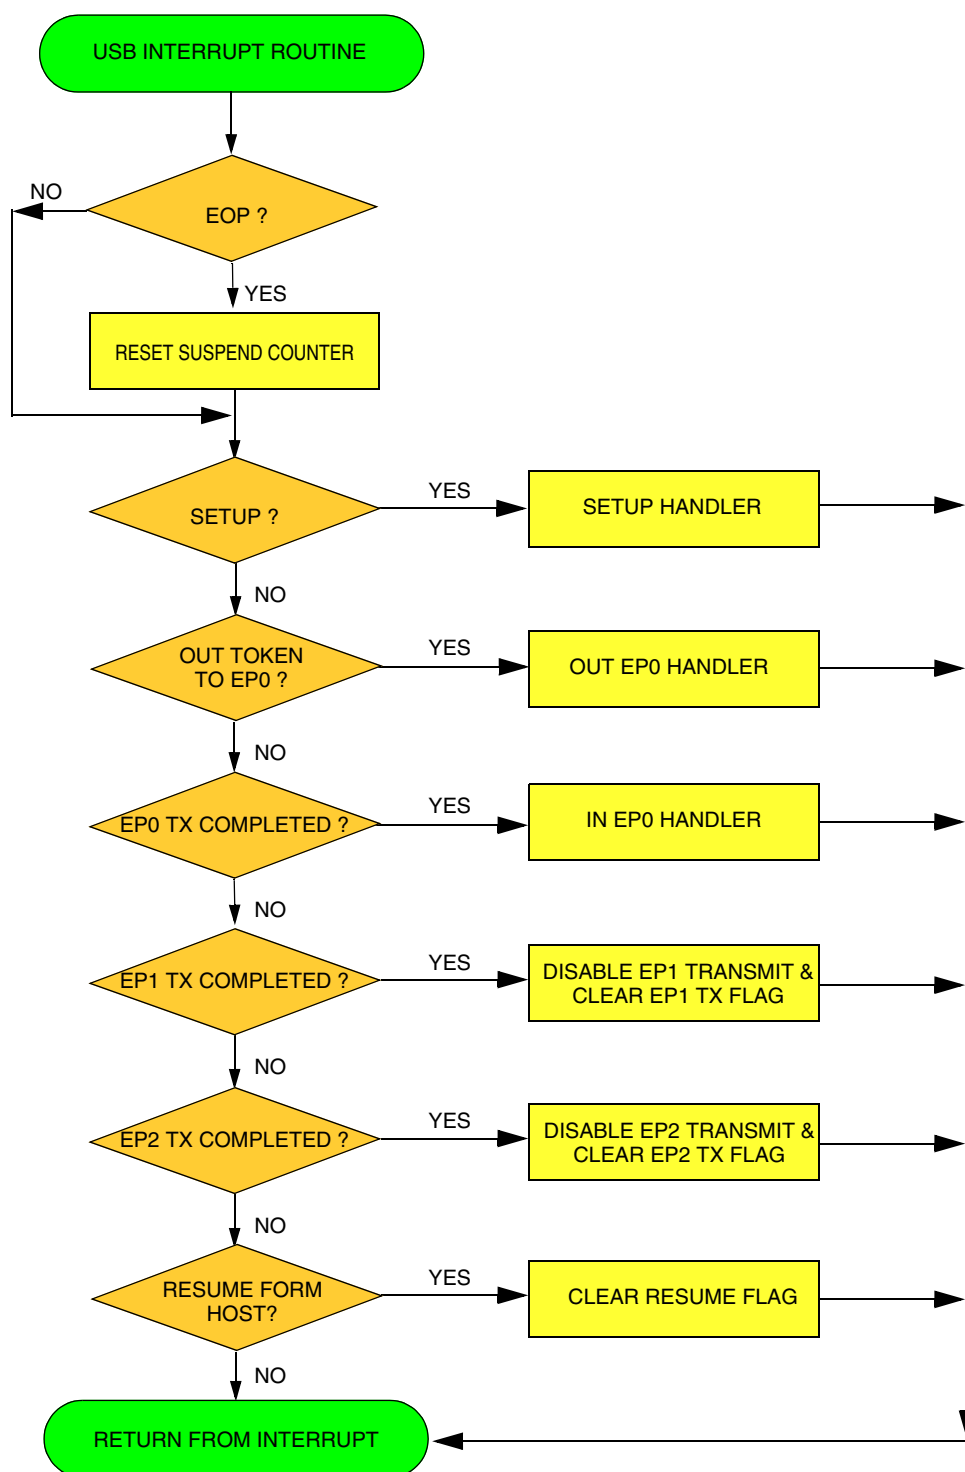 USB INTERRUPT ROUTINE
NO
EOP ?
YES
RESET SUSPEND COUNTER
SETUP ?
YES
SETUP HANDLER
NO
OUT TOKEN
TO EP0 ?
YES
OUT EP0 HANDLER
NO
EP0 TX COMPLETED ?
YES
IN EP0 HANDLER
NO
EP1 TX COMPLETED ?
YES
DISABLE EP1 TRANSMIT &
CLEAR EP1 TX FLAG
NO
EP2 TX COMPLETED ?
YES
DISABLE EP2 TRANSMIT &
CLEAR EP2 TX FLAG
NO
RESUME FORM
HOST?
YES
CLEAR RESUME FLAG
NO
RETURN FROM INTERRUPT